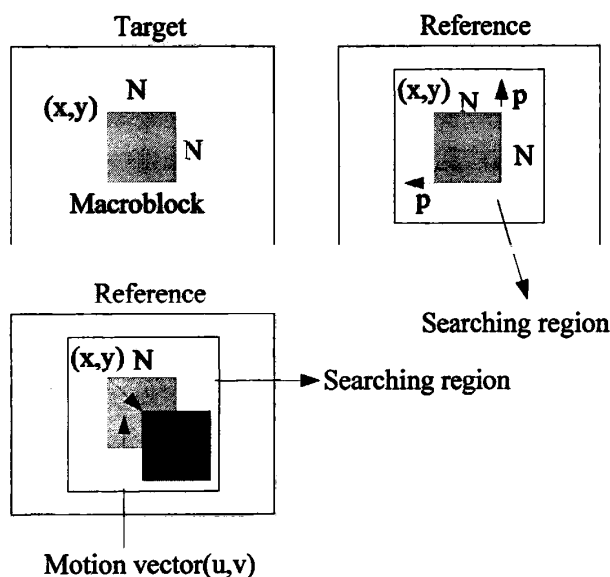 Target
N
(x,y)
N
Macroblock
Reference
(x,y)
N
p
N
p
Searching region
Reference
(x,y)
N
Searching region
Motion vector(u,v)